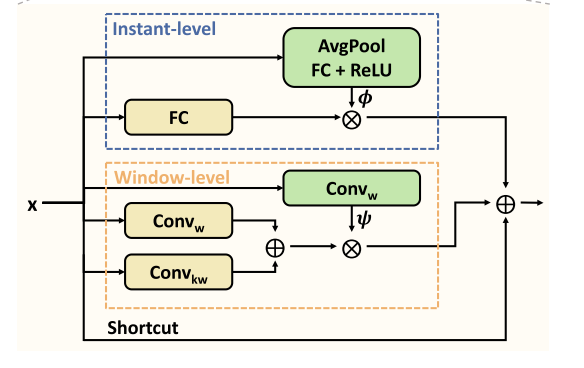 Instant-level
AvgPool
FC + ReLU
ϕ
FC
⊗
Window-level
Conv_w
ψ
x
Conv_w
⊕
⊗
⊕
Conv_kw
Shortcut